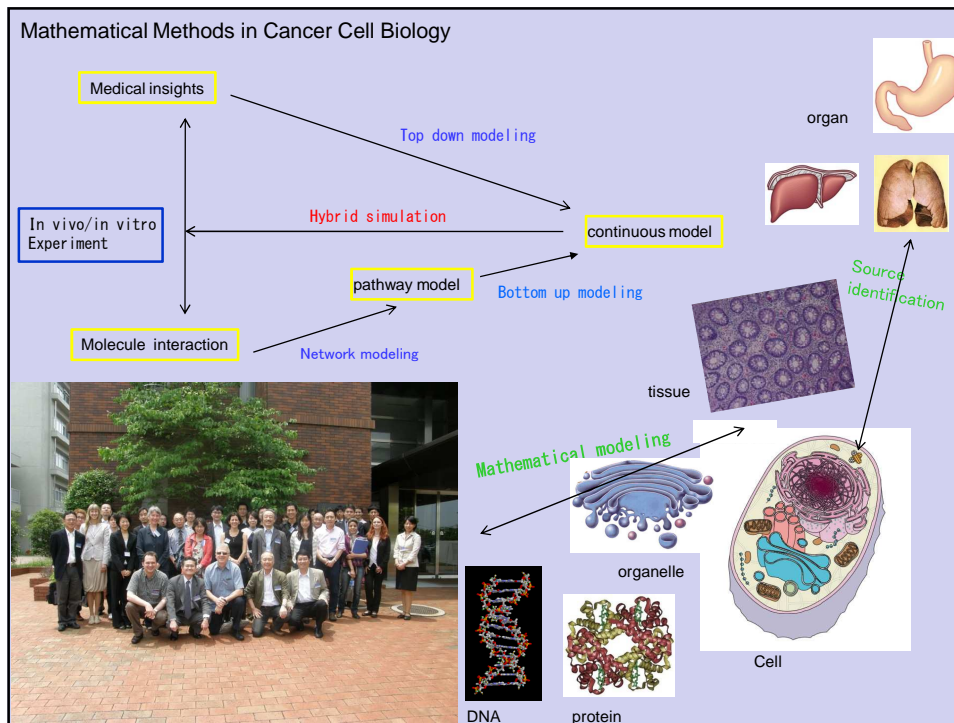 Mathematical Methods in Cancer Cell Biology
Medical insights
organ
Top down modeling
In vivo/in vitro
Experiment
Hybrid simulation
continuous model
pathway model
Bottom up modeling
Source
identification
Molecule interaction
Network modeling
tissue
Mathematical modeling
organelle
Cell
DNA
protein